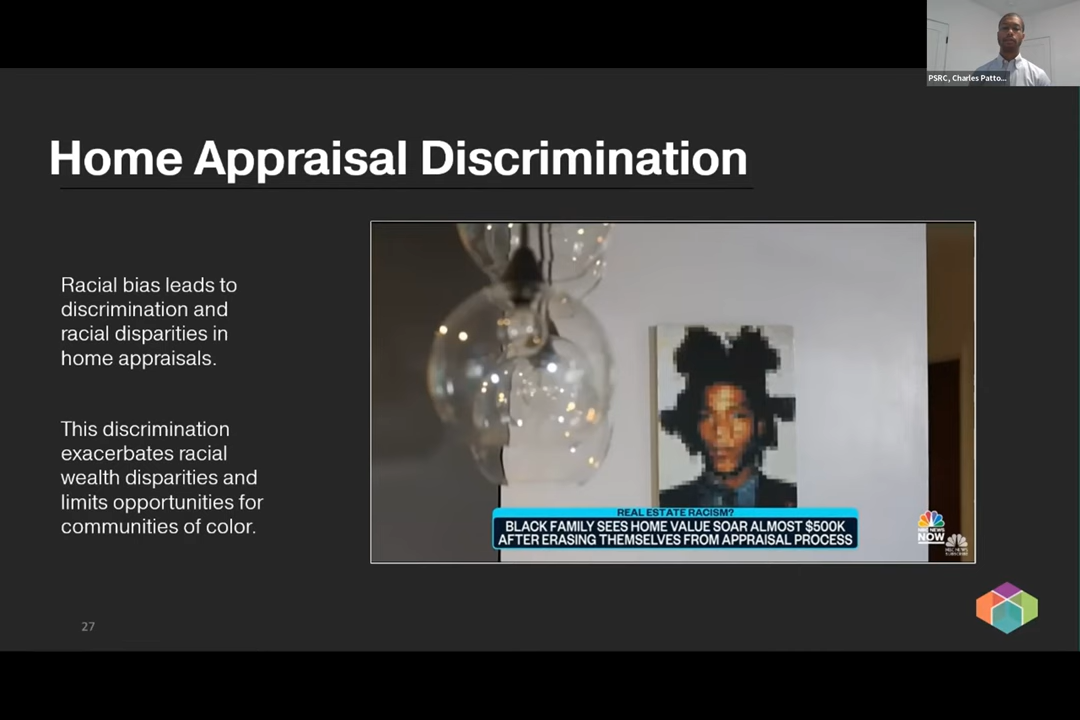 PSRC, Charles Patto...
Home Appraisal Discrimination
Racial bias leads to
discrimination and
racial disparities in
home appraisals.
This discrimination
exacerbates racial
wealth disparities and
limits opportunities for
communities of color.
REAL ESTATE RACISM?
BLACK FAMILY SEES HOME VALUE SOAR ALMOST $500K
AFTER ERASING THEMSELVES FROM APPRAISAL PROCESS
NBC NEWS
NOW
27